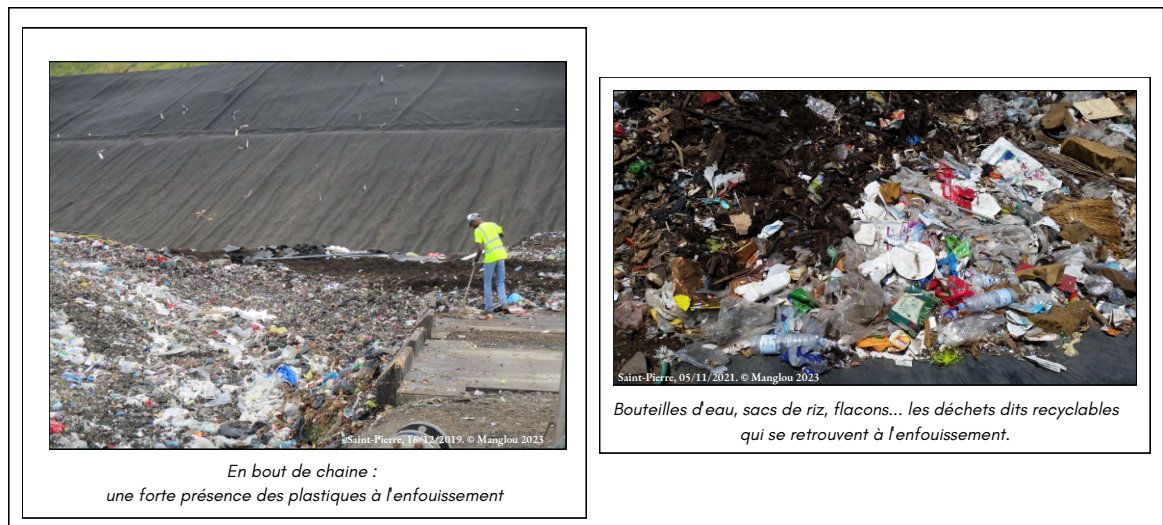 Saint-Pierre, 16/12/2019. © Manglou 2023
En bout de chaine :
une forte présence des plastiques à l'enfouissement
Saint-Pierre, 05/11/2021. © Manglou 2023
Bouteilles d'eau, sacs de riz, flacons... les déchets dits recyclables
qui se retrouvent à l'enfouissement.